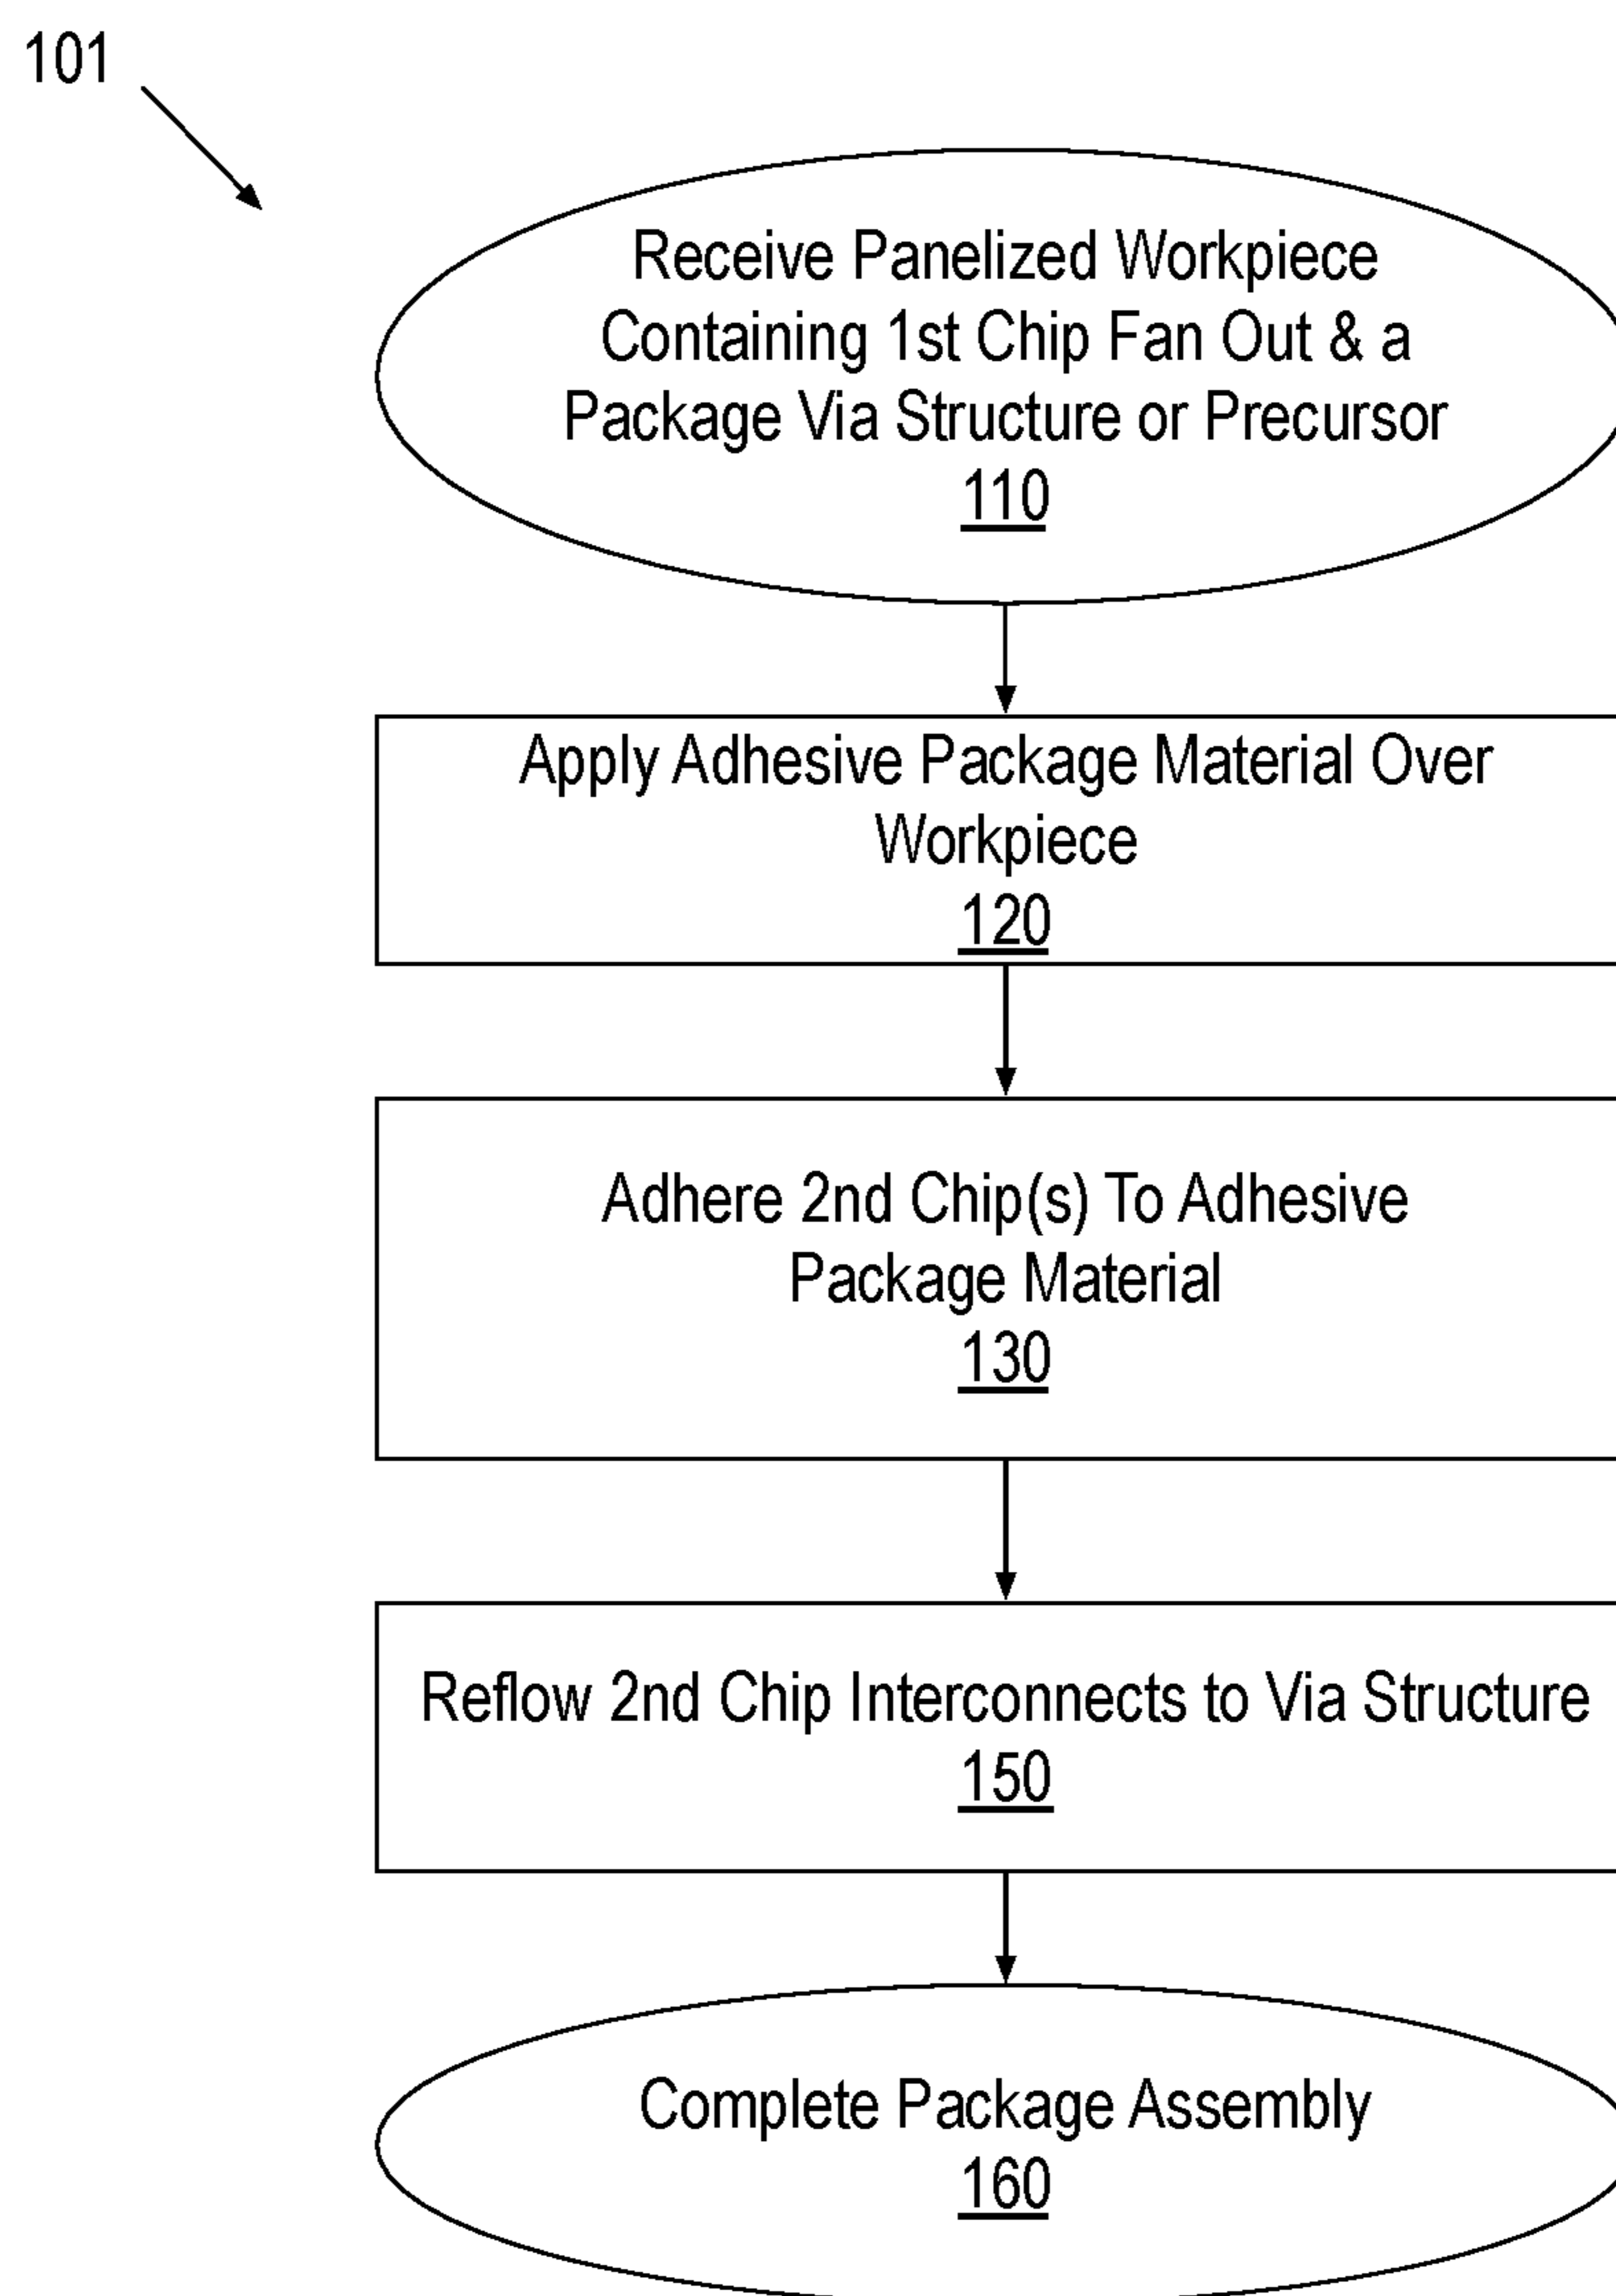 101
Receive Panelized Workpiece
Containing 1st Chip Fan Out & a
Package Via Structure or Precursor
110
Apply Adhesive Package Material Over
Workpiece
120
Adhere 2nd Chip(s) To Adhesive
Package Material
130
Reflow 2nd Chip Interconnects to Via Structure
150
Complete Package Assembly
160